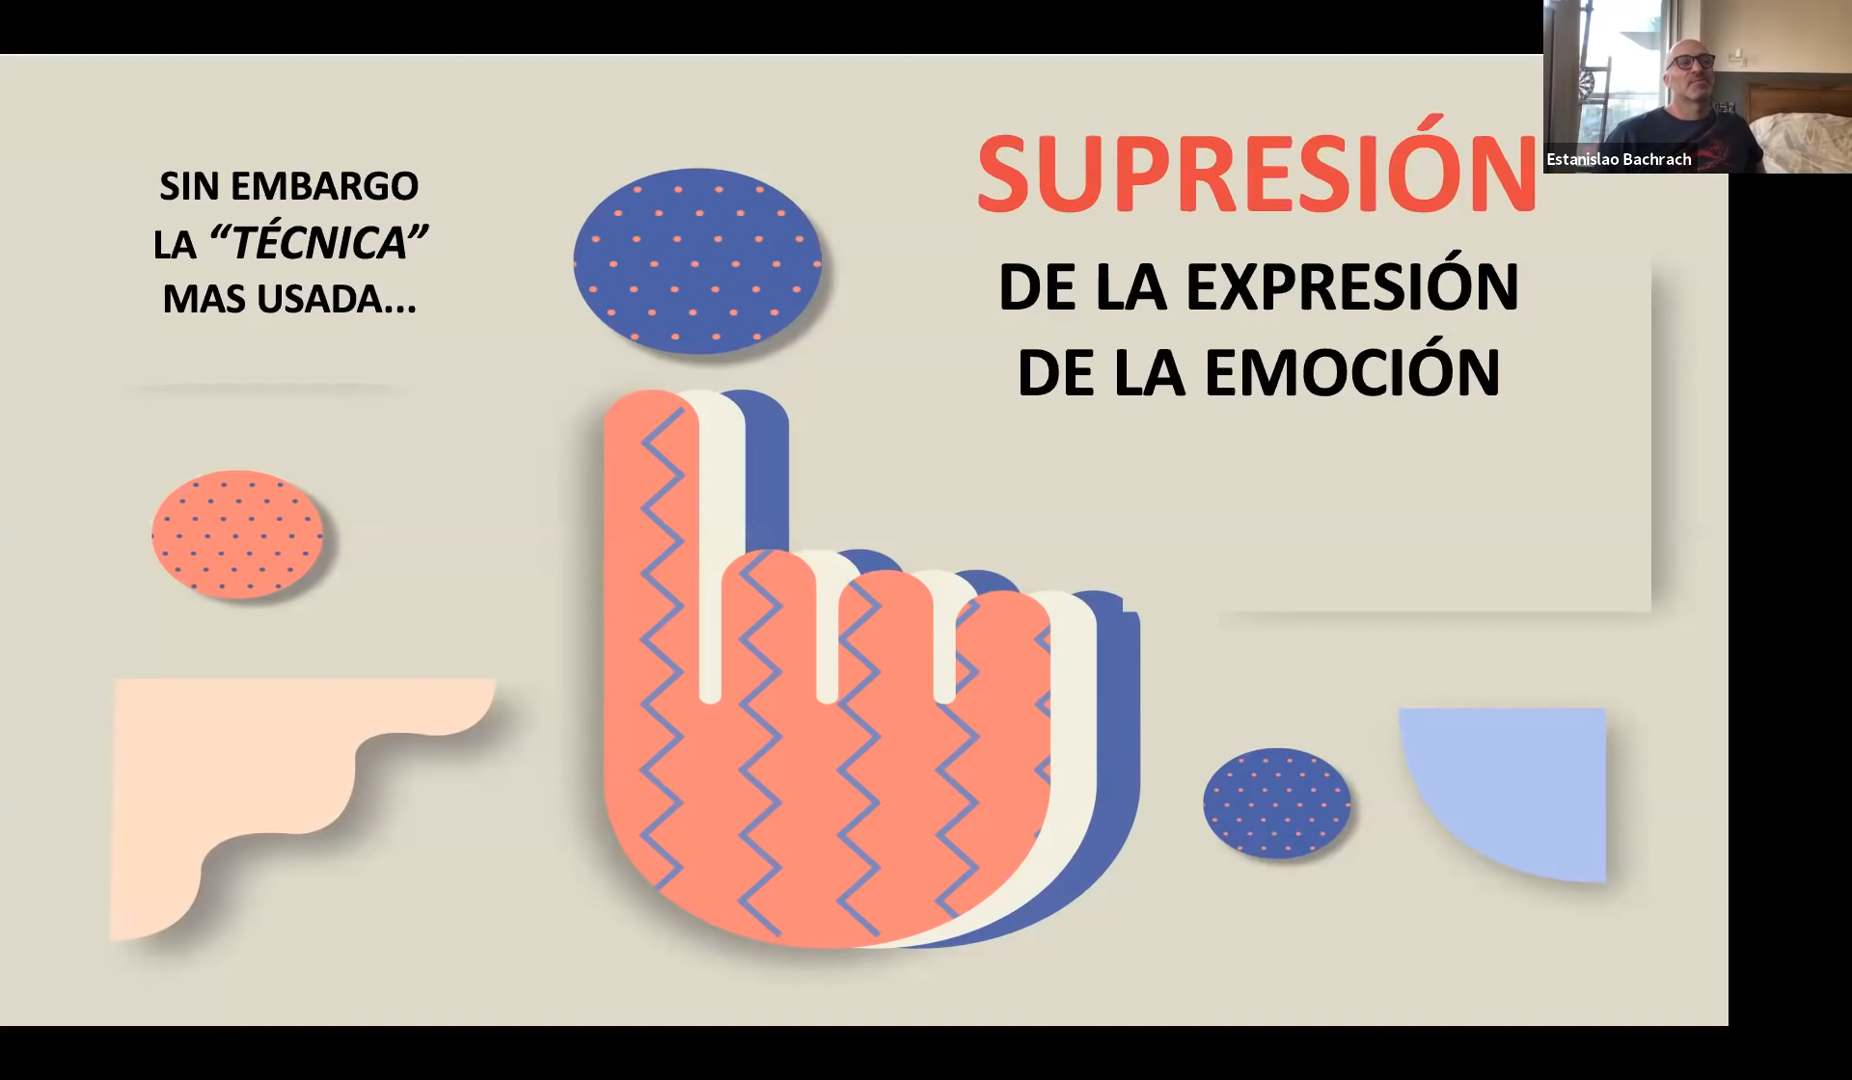 SIN EMBARGO
LA “TÉCNICA”
MAS USADA...
SUPRESIÓN
DE LA EXPRESIÓN
DE LA EMOCIÓN
Estanislao Bachrach